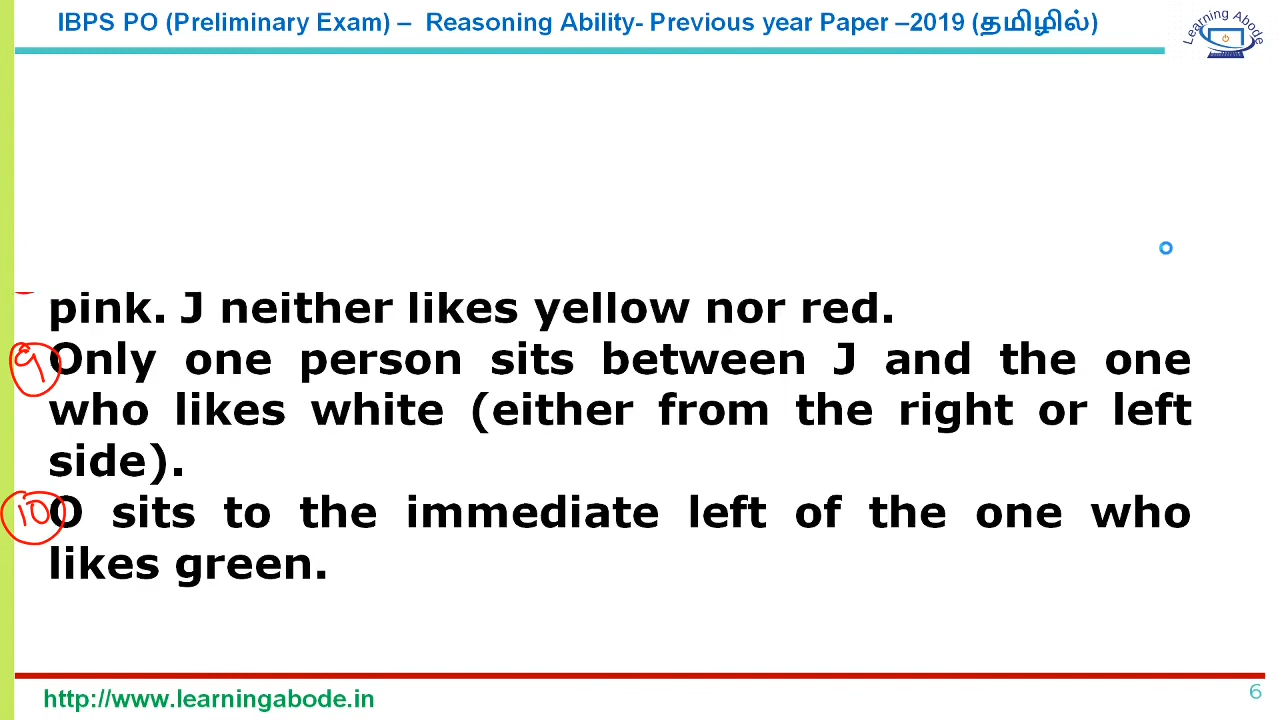 IBPS PO (Preliminary Exam) – Reasoning Ability- Previous year Paper –2019 (தமிழில்)
Learning Abode
pink. J neither likes yellow nor red.
9 Only one person sits between J and the one
who likes white (either from the right or left
side).
10 O sits to the immediate left of the one who
likes green.
http://www.learningabode.in
6